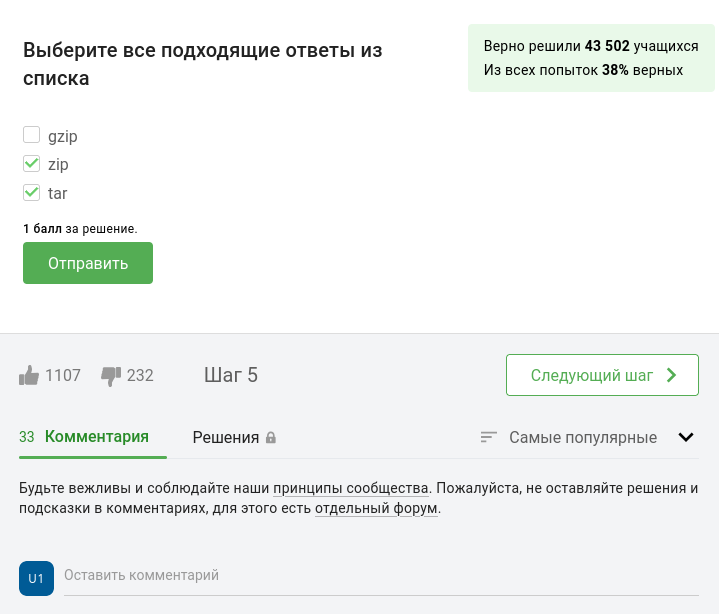 Выберите все подходящие ответы из
списка
Верно решили 43 502 учащихся
Из всех попыток 38% верных
gzip
zip
tar
1 балл за решение.
Отправить
1107
232
Шаг 5
Следующий шаг
33 Комментариев
Решения
Самые популярные
Будьте вежливы и соблюдайте наши принципы сообщества. Пожалуйста, не оставляйте решения и
подсказки в комментариях, для этого есть отдельный форум.
U1
Оставить комментарий